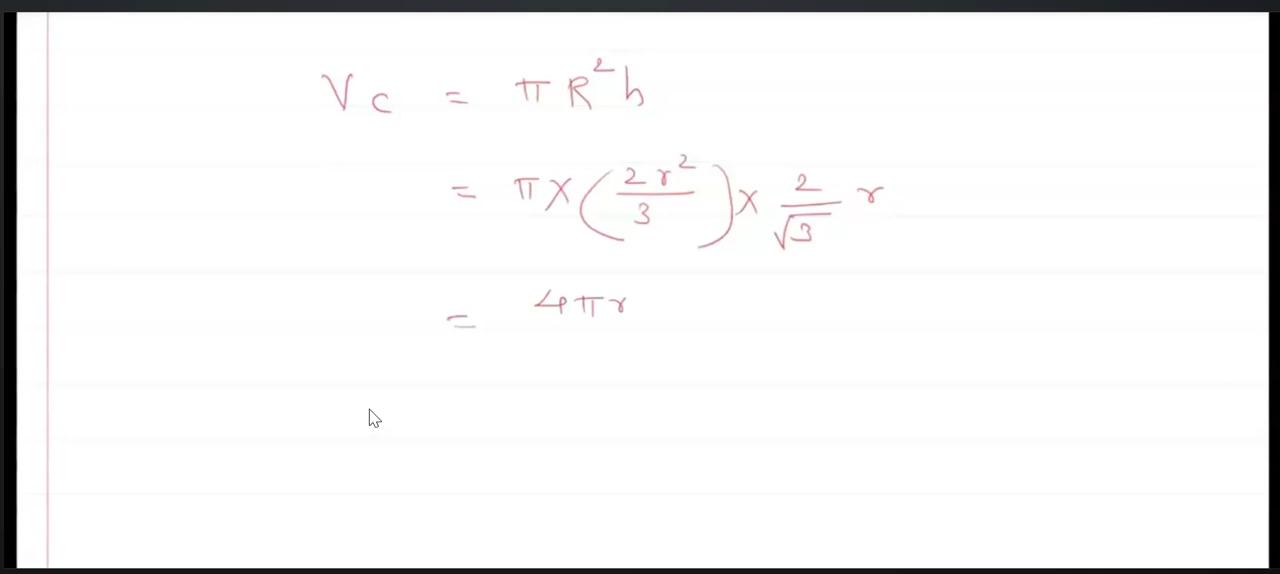 Vc = πR²h
= π × (2r²/3) × 2/√3 r
= 4πr